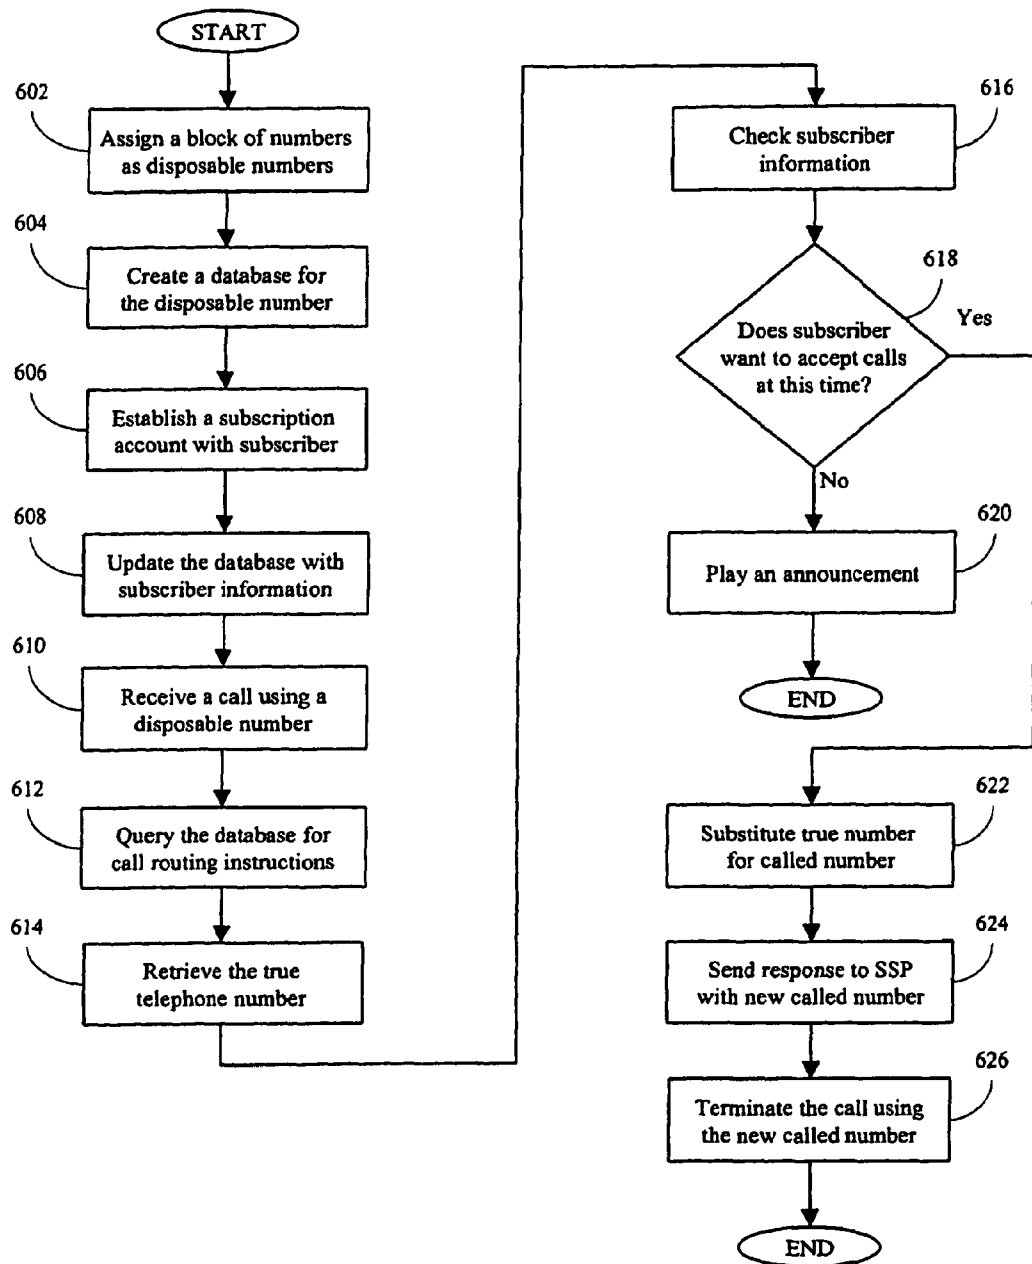 START
602
Assign a block of numbers
as disposable numbers
604
Create a database for
the disposable number
606
Establish a subscription
account with subscriber
608
Update the database with
subscriber information
610
Receive a call using a
disposable number
612
Query the database for
call routing instructions
614
Retrieve the true
telephone number
616
Check subscriber
information
618
Does subscriber
want to accept calls
at this time?
Yes
No
620
Play an announcement
END
622
Substitute true number
for called number
624
Send response to SSP
with new called number
626
Terminate the call using
the new called number
END